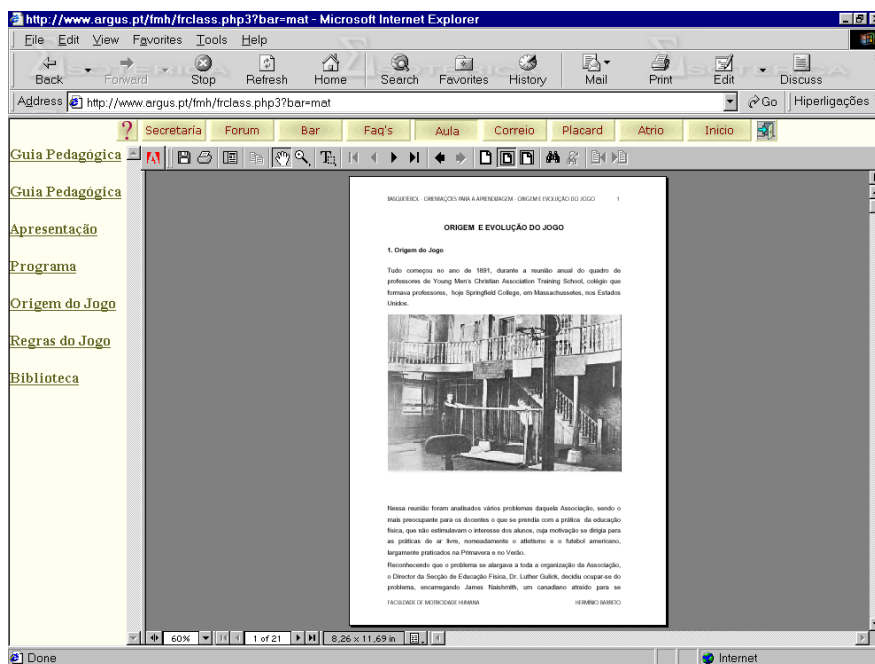 http://www.argus.pt/fmh/frclass.php3?bar=mat - Microsoft Internet Explorer
File Edit View Favorites Tools Help
Back Forward Stop Refresh Home Search Favorites History Mail Print Edit Discuss
Address http://www.argus.pt/fmh/frclass.php3?bar=mat Go Hiperligações
? Secretaría Forum Bar Faq's Aula Correio Placard Atrio Inicio
Guia Pedagógica
Guia Pedagógica
Apresentação
Programa
Origem do Jogo
Regras do Jogo
Biblioteca
BASQUETEBOL - ORIENTAÇÕES PARA A APRENDIZAGEM - ORIGEM E EVOLUÇÃO DO JOGO 1
ORIGEM E EVOLUÇÃO DO JOGO
1. Origem do Jogo
Tudo começou no ano de 1891, durante a reunião anual do quadro de
professores de Young Men's Christian Association Training School, colégio que
formava professores, hoje Springfield College, em Massachussetes, nos Estados
Unidos.
Nessa reunião foram analisados vários problemas daquela Associação, sendo o
mais preocupante para os docentes o que se prendia com a prática da educação
física, que não estimulavam o interesse dos alunos, cuja motivação se dirigia para
as práticas de ar livre, nomeadamente o atletismo e o futebol americano,
largamente praticados na Primavera e no Verão.
Reconhecendo que o problema se alargava a toda a organização da Associação,
o Director da Secção de Educação Física, Dr. Luther Gulick, decidiu ocupar-se do
problema, encarregando James Naishmith, um canadiano atraído para se
FACULDADE DE MOTRICIDADE HUMANA HERMÍNIO BARRETO
60% 1 of 21 8,26 x 11,69 in
Done Internet